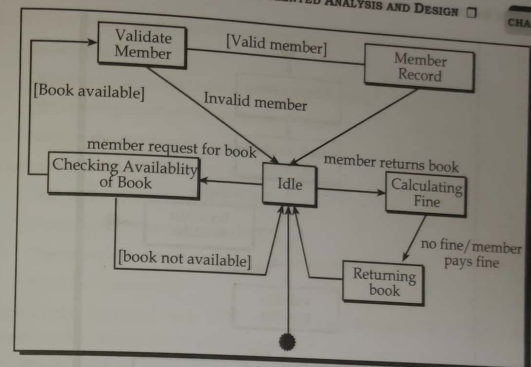 ANALYSIS AND DESIGN
CHA
Validate
Member
[Valid member]
Member
Record
[Book available]
Invalid member
member request for book
member returns book
Checking Availablity
of Book
Idle
Calculating
Fine
no fine/member
pays fine
[book not available]
Returning
book